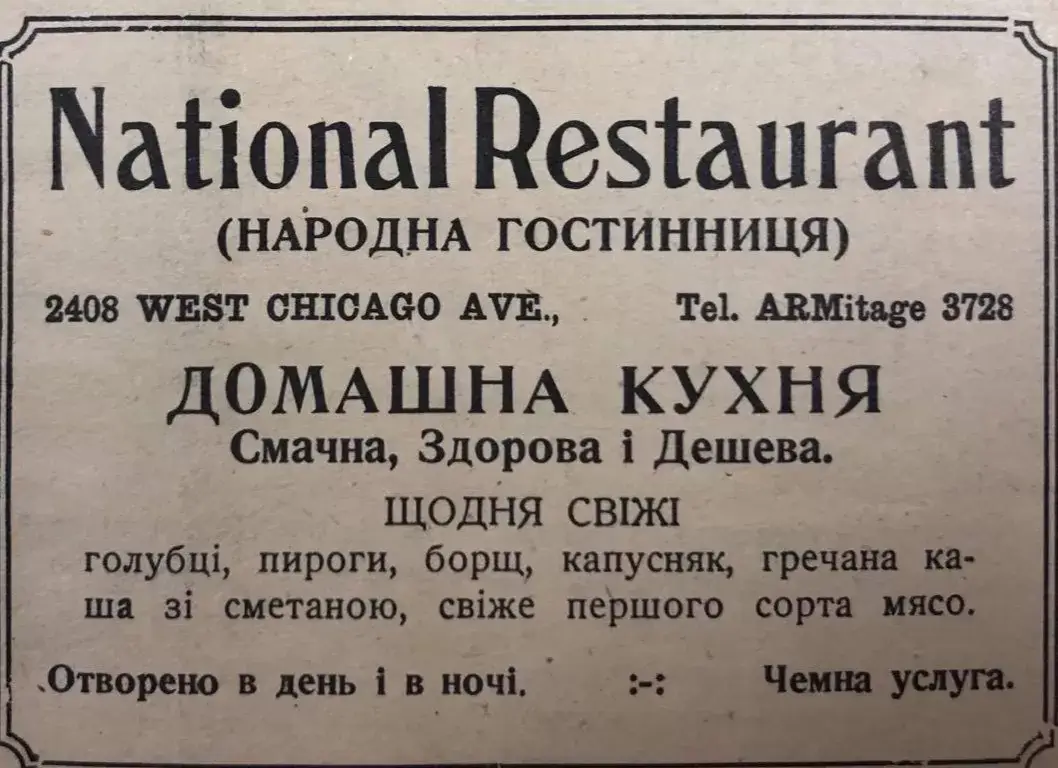 National Restaurant
(НАРОДНА ГОСТИННИЦЯ)
2408 WEST CHICAGO AVE., Tel. ARMitage 3728
ДОМАШНА КУХНЯ
Смачна, Здорова і Дешева.
ЩОДНЯ СВІЖІ
голубці, пироги, борщ, капусняк, гречана ка-
ша зі сметаною, свіже першого сорта мясо.
Отворено в день і в ночі. :-: Чемна услуга.